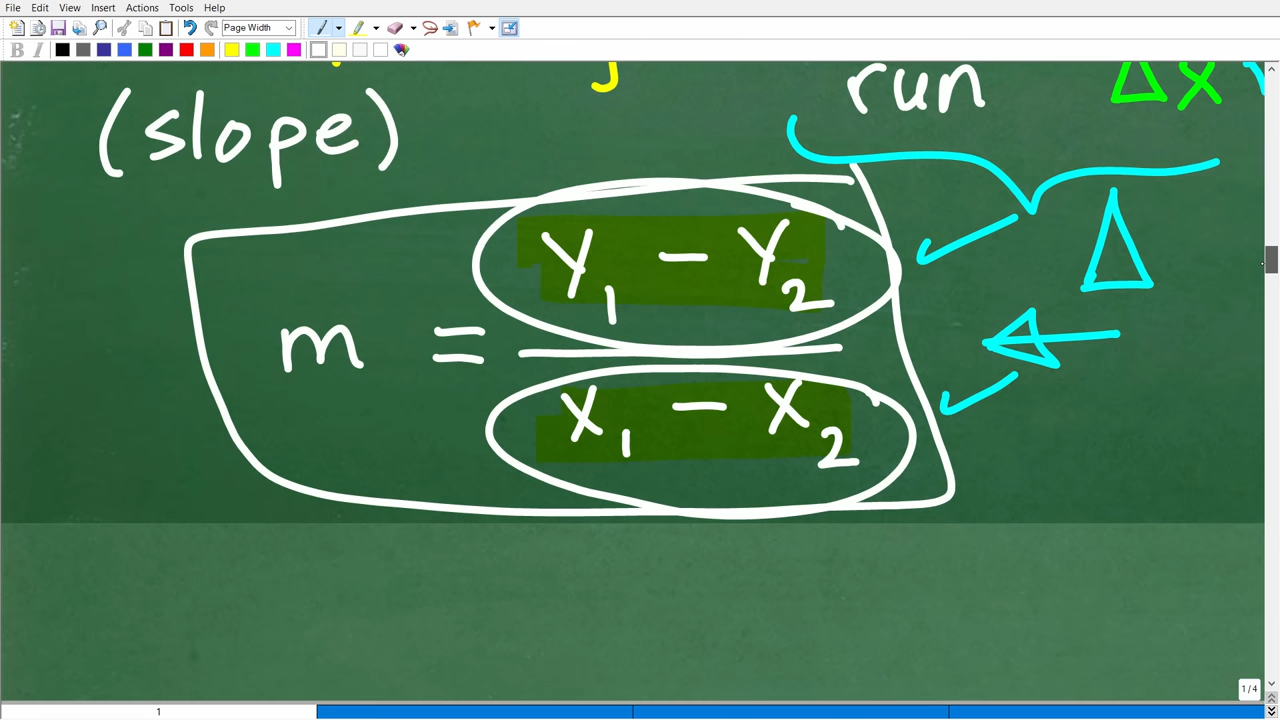 File Edit View Insert Actions Tools Help
Page Width
B I
run Δx
(slope)
Y1 - Y2
Δ
m =
X1 - X2
1 / 4
1